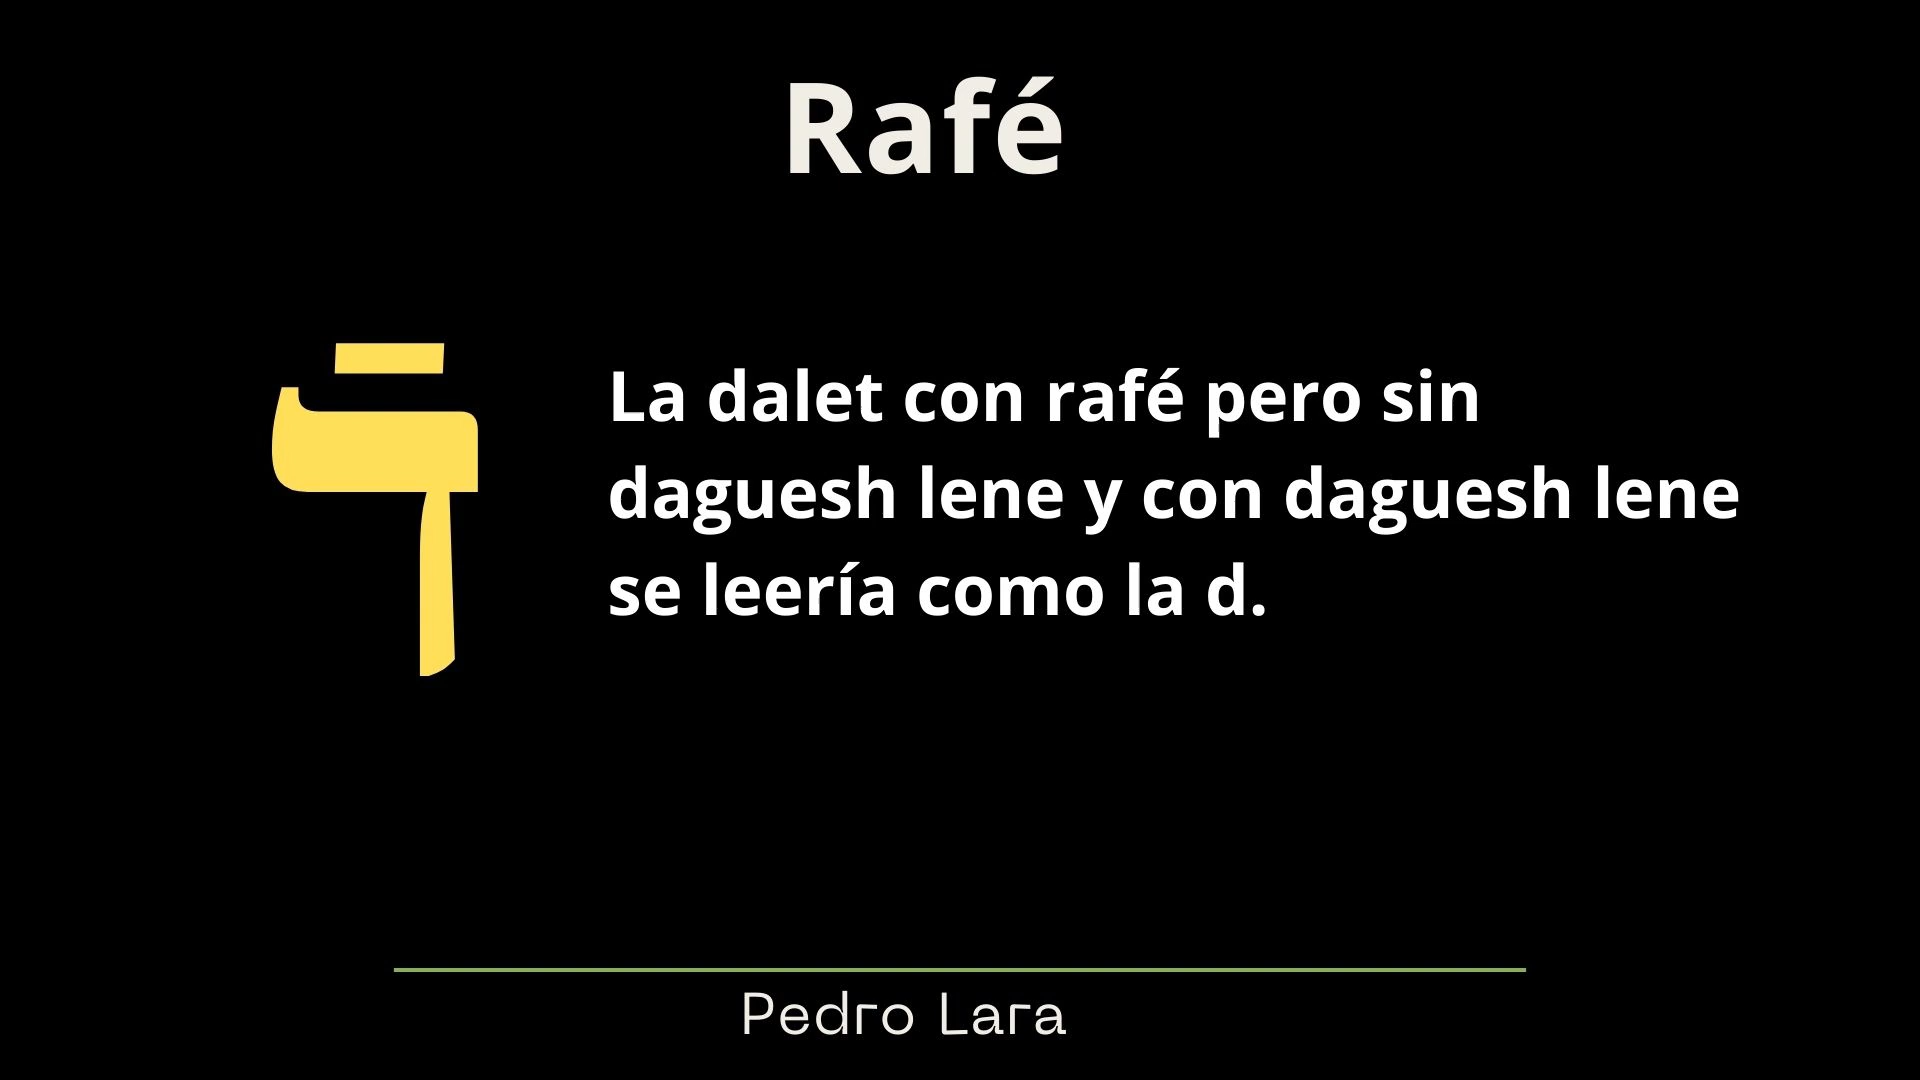 Rafé
דֿ
La dalet con rafé pero sin
daguesh lene y con daguesh lene
se leería como la d.
Pedro Lara